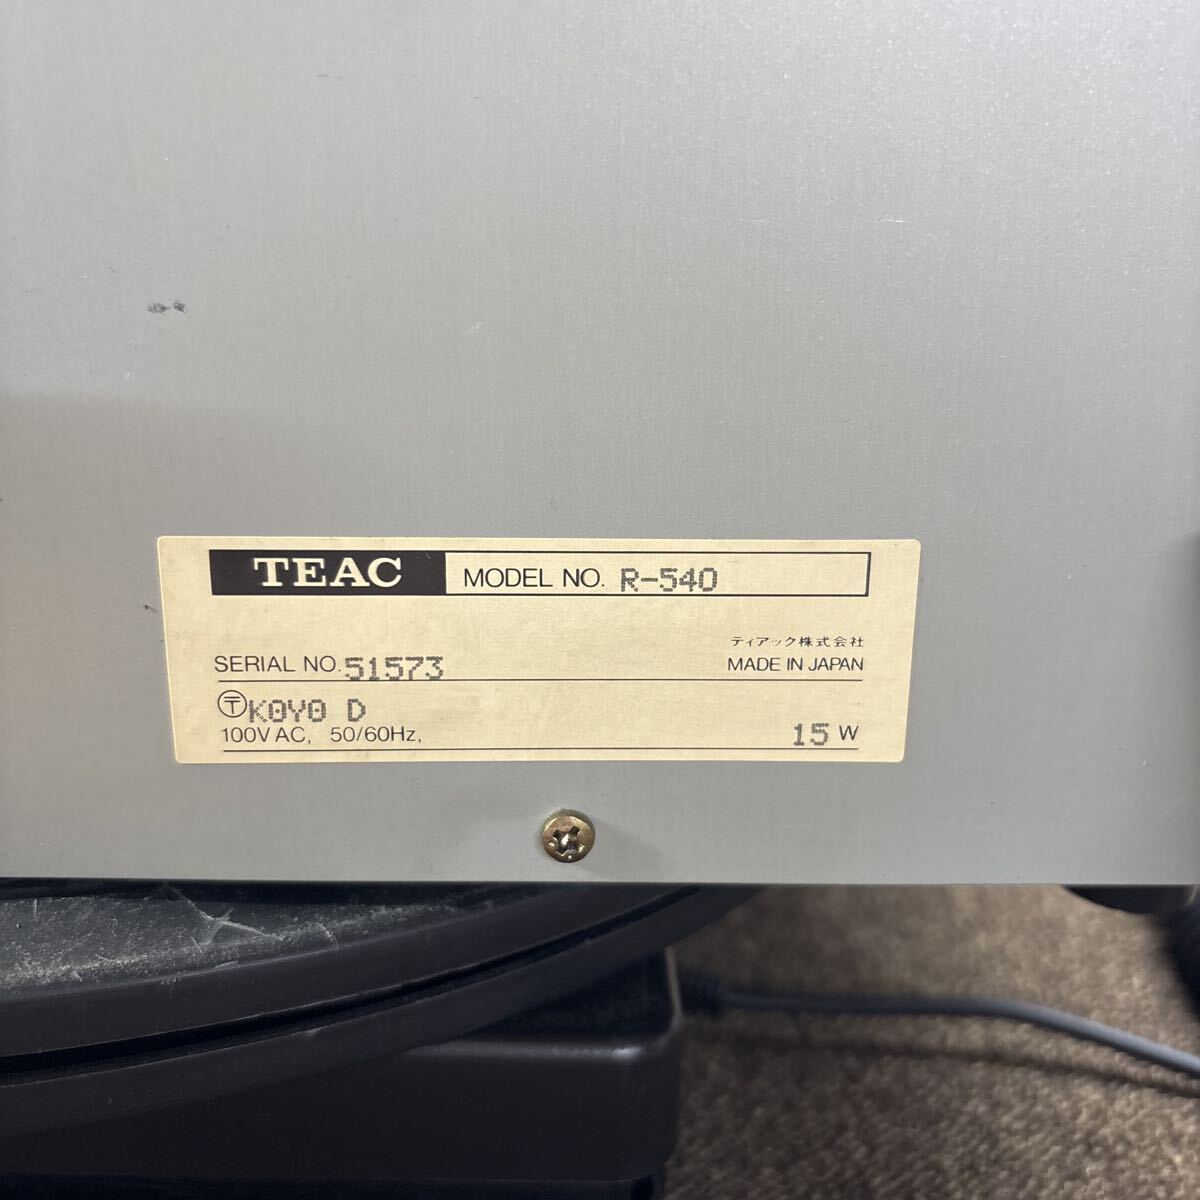 TEAC MODEL NO. R-540
ティアック株式会社
SERIAL NO. 51573 MADE IN JAPAN
〶KOYO D
100V AC, 50/60Hz, 15 W